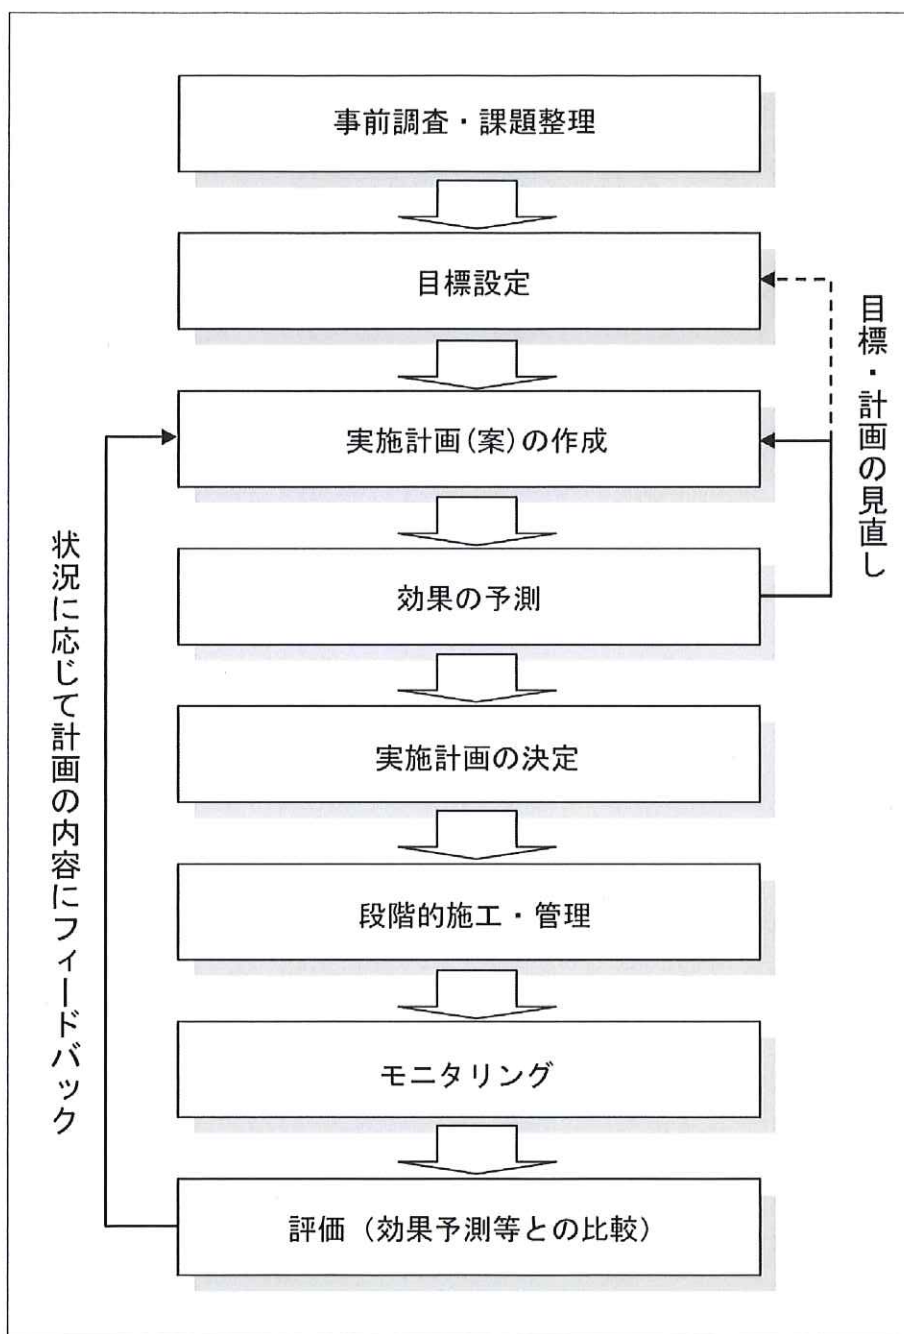 事前調査・課題整理
目標設定
実施計画(案)の作成
効果の予測
実施計画の決定
段階的施工・管理
モニタリング
評価（効果予測等との比較）
目標・計画の見直し
状況に応じて計画の内容にフィードバック